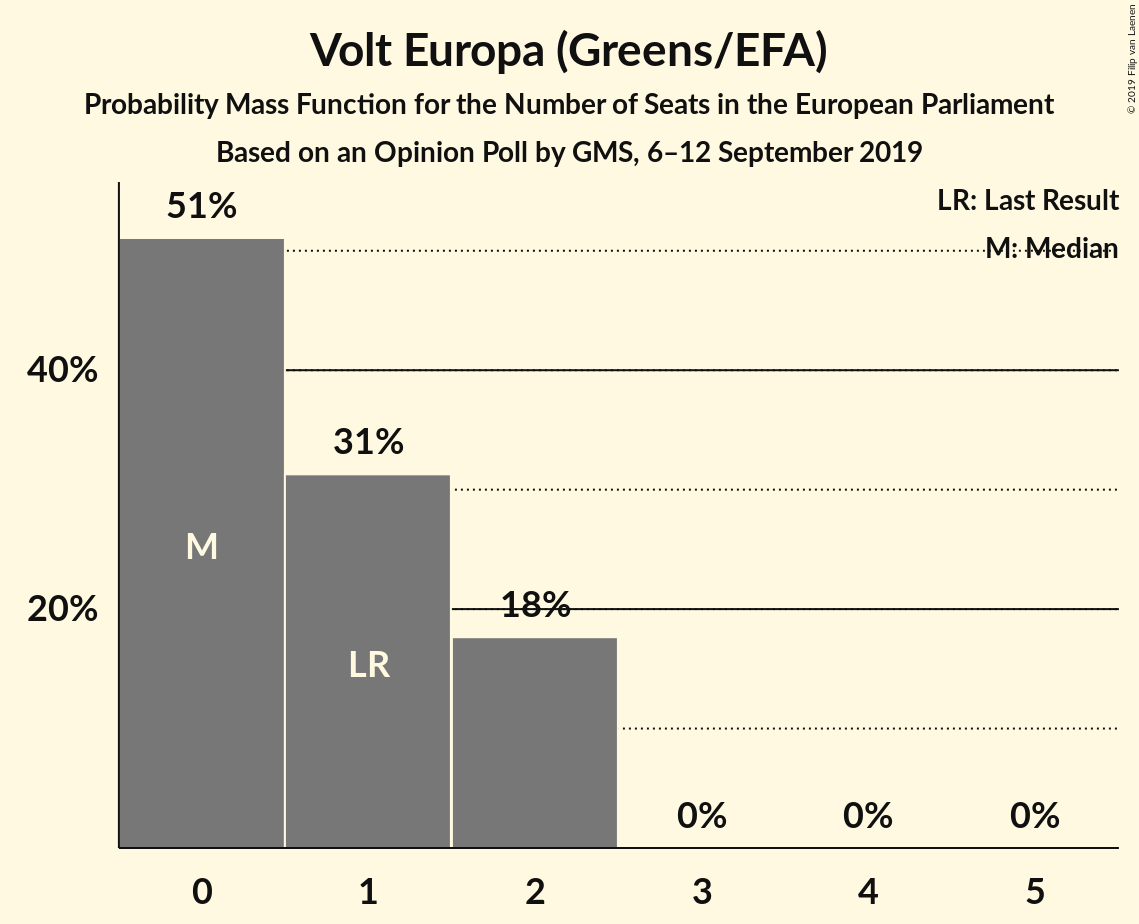 Volt Europa (Greens/EFA)
Probability Mass Function for the Number of Seats in the European Parliament
Based on an Opinion Poll by GMS, 6–12 September 2019
© 2019 Filip van Laenen
LR: Last Result
M: Median
51%
40%
31%
M
20%
18%
LR
0% 0% 0%
0 1 2 3 4 5